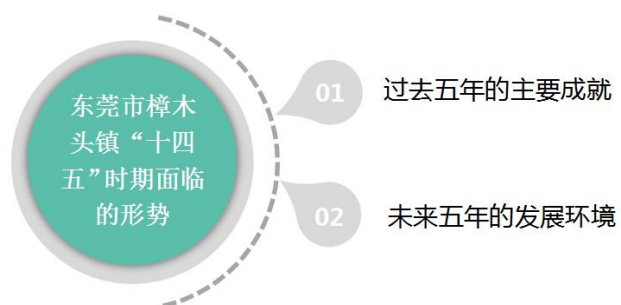 东莞市樟木
头镇“十四
五”时期面临
的形势
01 过去五年的主要成就
02 未来五年的发展环境